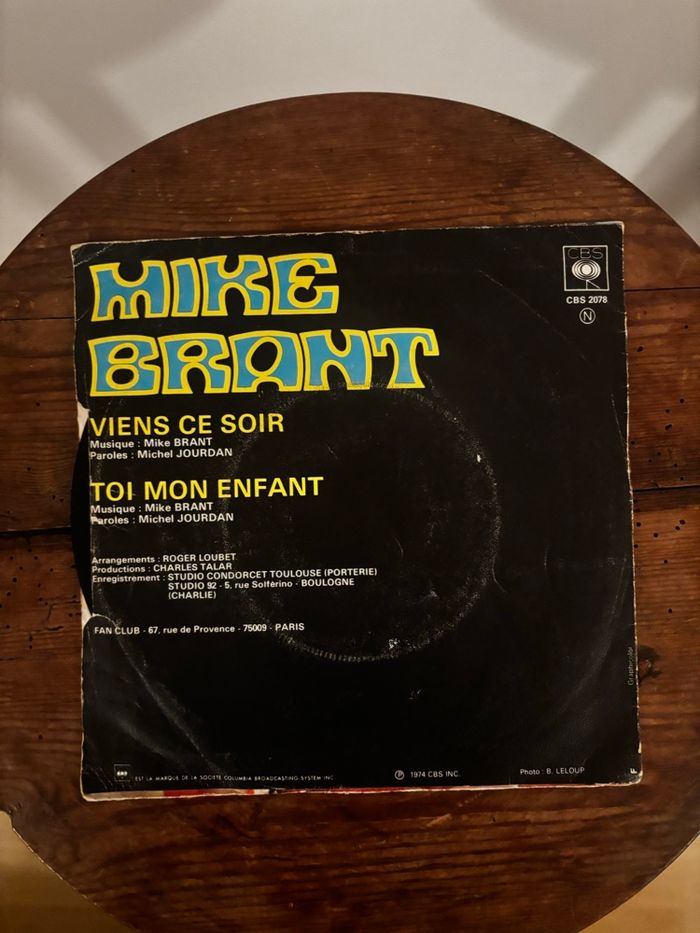 MIKE
BRANT
CBS
CBS 2078
N
VIENS CE SOIR
Musique : Mike BRANT
Paroles : Michel JOURDAN
TOI MON ENFANT
Musique : Mike BRANT
Paroles : Michel JOURDAN
Arrangements : ROGER LOUBET
Productions : CHARLES TALAR
Enregistrement : STUDIO CONDORCET TOULOUSE (PORTERIE)
STUDIO 92 - 5, rue Solférino - BOULOGNE
(CHARLIE)
FAN CLUB - 67, rue de Provence - 75009 - PARIS
Graphicolor
EST LA MARQUE DE LA SOCIETE COLUMBIA BROADCASTING SYSTEM INC
℗ 1974 CBS INC.
Photo : B. LELOUP